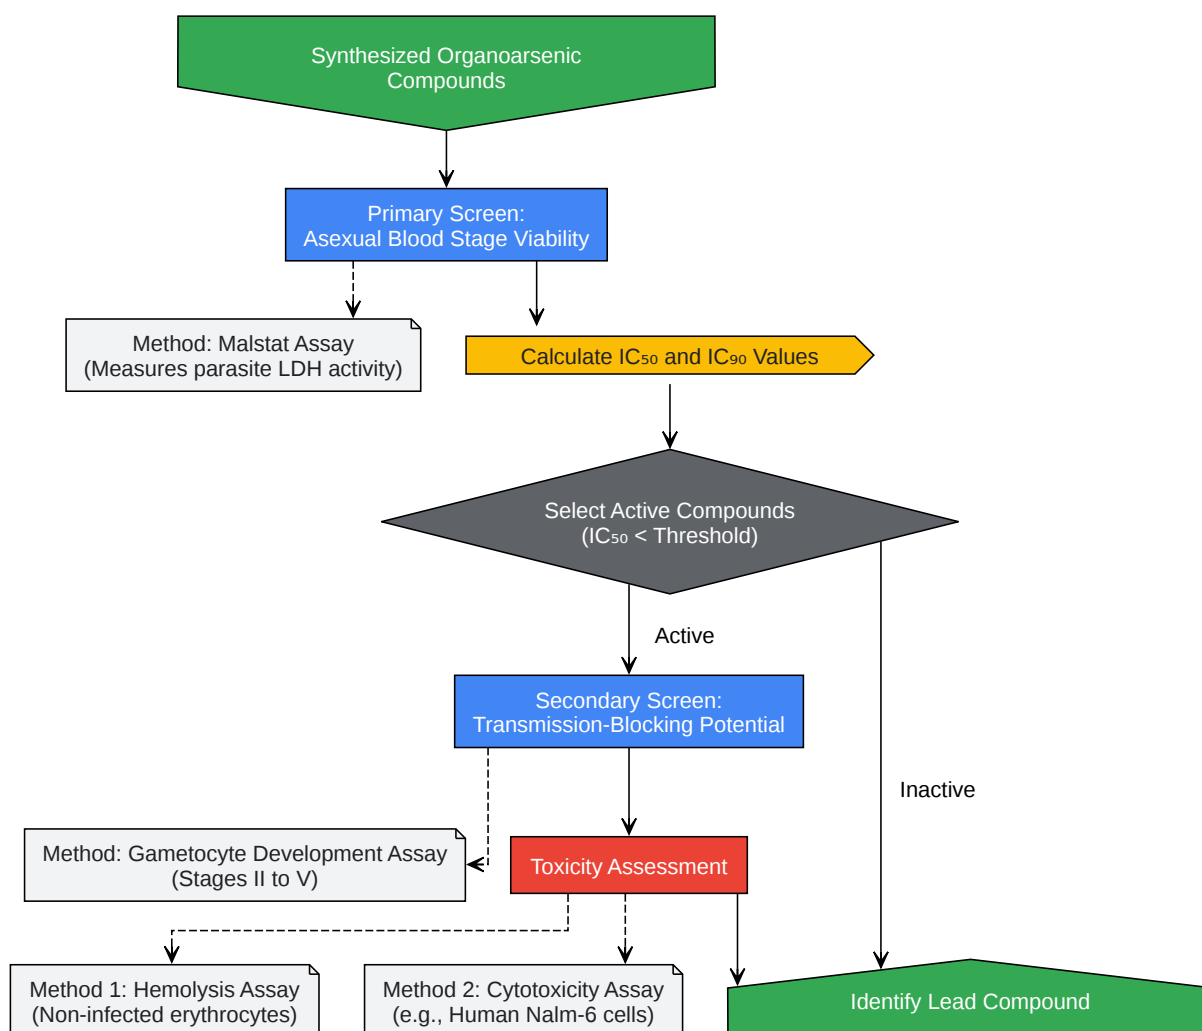 Synthesized Organoarsenic
Compounds
Primary Screen:
Asexual Blood Stage Viability
Method: Malstat Assay
(Measures parasite LDH activity)
Calculate IC₅₀ and IC₉₀ Values
Select Active Compounds
(IC₅₀ < Threshold)
Active
Secondary Screen:
Transmission-Blocking Potential
Inactive
Method: Gametocyte Development Assay
(Stages II to V)
Toxicity Assessment
Method 1: Hemolysis Assay
(Non-infected erythrocytes)
Method 2: Cytotoxicity Assay
(e.g., Human Nalm-6 cells)
Identify Lead Compound